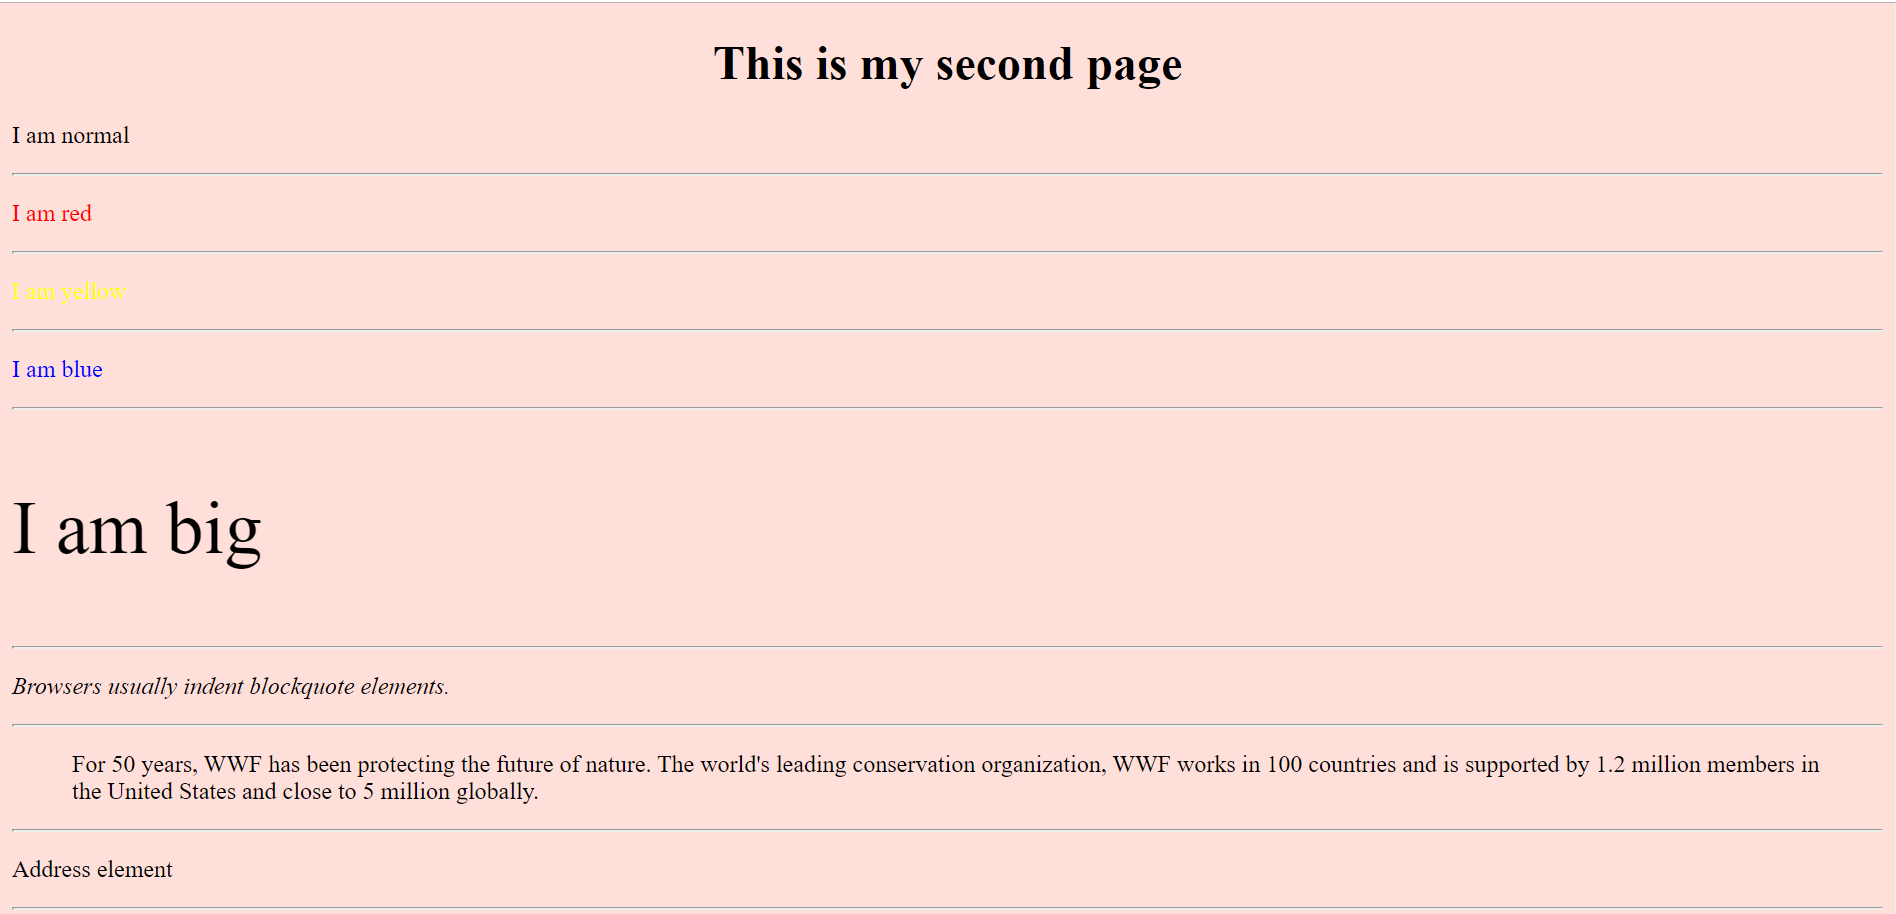 This is my second page
I am normal
I am red
I am yellow
I am blue
I am big
Browsers usually indent blockquote elements.
For 50 years, WWF has been protecting the future of nature. The world's leading conservation organization, WWF works in 100 countries and is supported by 1.2 million members in
the United States and close to 5 million globally.
Address element